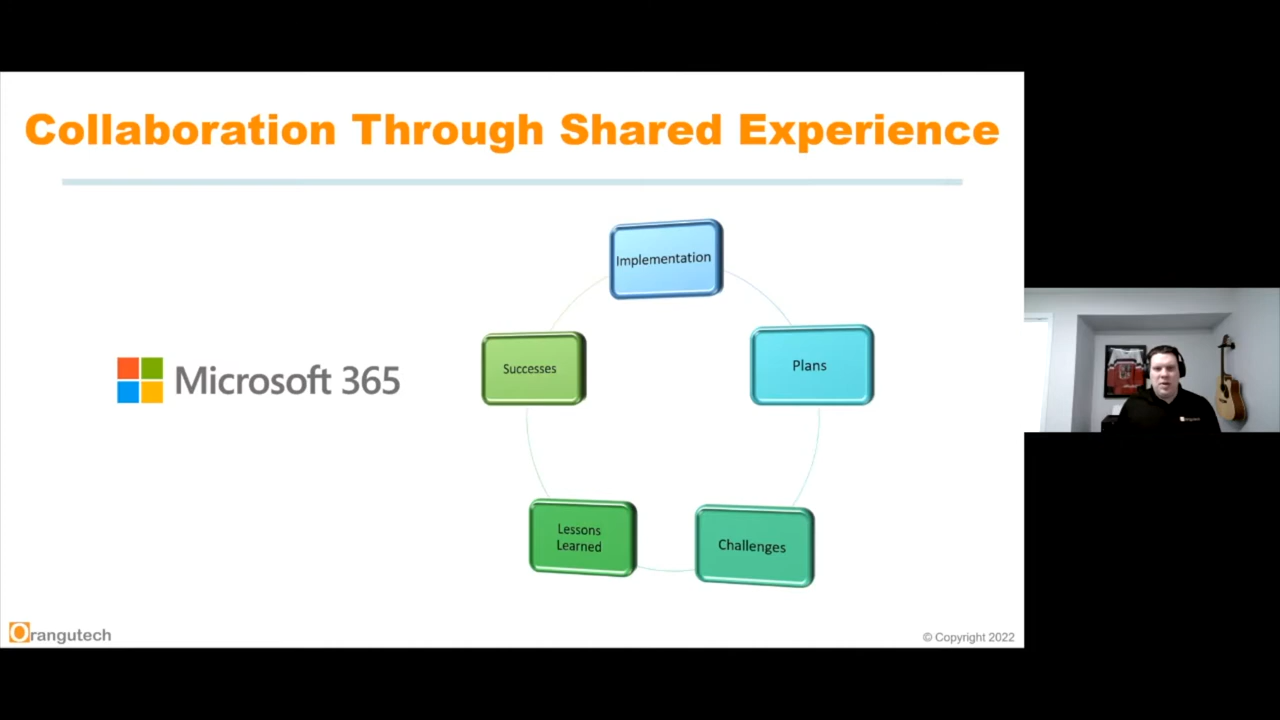 Collaboration Through Shared Experience
Implementation
Successes
Plans
Microsoft 365
Lessons
Learned
Challenges
Orangutech
© Copyright 2022